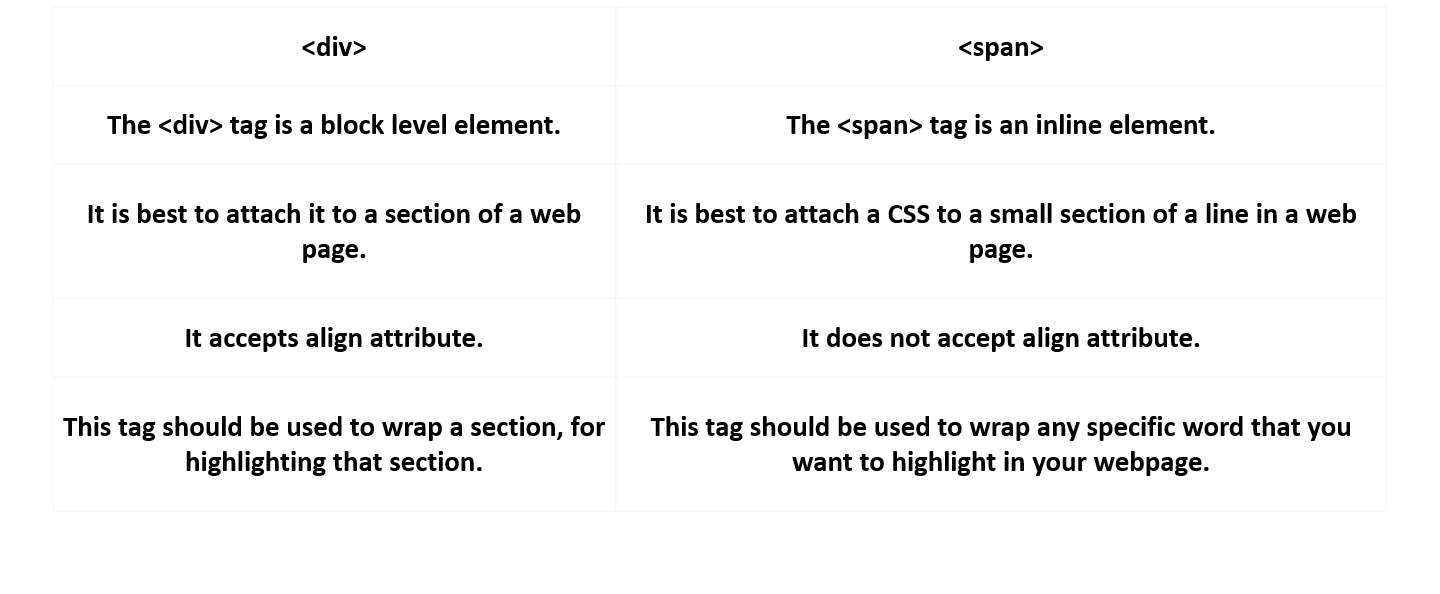 <div> <span>
The <div> tag is a block level element. The <span> tag is an inline element.
It is best to attach it to a section of a web It is best to attach a CSS to a small section of a line in a web
page. page.
It accepts align attribute. It does not accept align attribute.
This tag should be used to wrap a section, for This tag should be used to wrap any specific word that you
highlighting that section. want to highlight in your webpage.